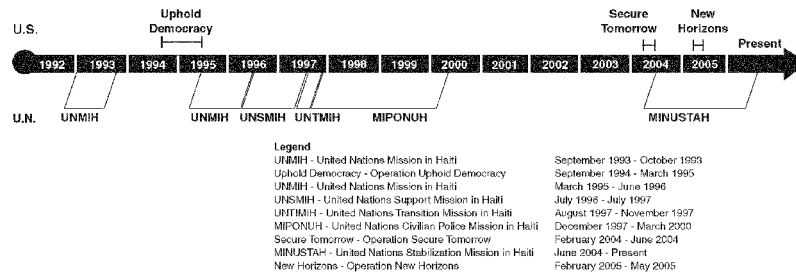 Uphold
Democracy
Secure
Tomorrow
New
Horizons
Present
U.S.
1992 1993 1994 1995 1996 1997 1998 1999 2000 2001 2002 2003 2004 2005
U.N. UNMIH UNMIH UNSMIH UNTMIH MIPONUH MINUSTAH
Legend
UNMIH - United Nations Mission in Haiti September 1993 - October 1993
Uphold Democracy - Operation Uphold Democracy September 1994 - March 1995
UNMIH - United Nations Mission in Haiti March 1995 - June 1996
UNSMIH - United Nations Support Mission in Haiti July 1996 - July 1997
UNTMIH - United Nations Transition Mission in Haiti August 1997 - November 1997
MIPONUH - United Nations Civilian Police Mission in Haiti December 1997 - March 2000
Secure Tomorrow - Operation Secure Tomorrow February 2004 - June 2004
MINUSTAH - United Nations Stabilization Mission in Haiti June 2004 - Present
New Horizons - Operation New Horizons February 2005 - May 2005